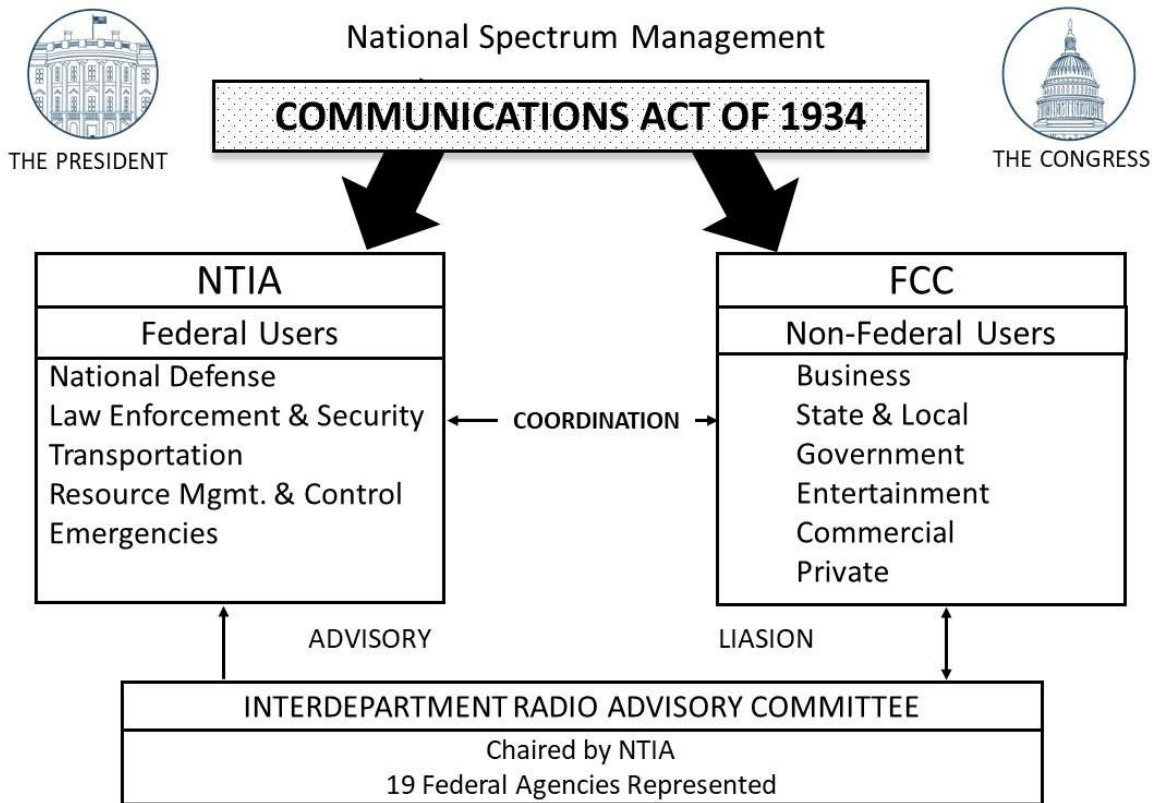 National Spectrum Management
COMMUNICATIONS ACT OF 1934
THE PRESIDENT
THE CONGRESS
NTIA
Federal Users
National Defense
Law Enforcement & Security
Transportation
Resource Mgmt. & Control
Emergencies
COORDINATION
FCC
Non-Federal Users
Business
State & Local
Government
Entertainment
Commercial
Private
ADVISORY
LIASION
INTERDEPARTMENT RADIO ADVISORY COMMITTEE
Chaired by NTIA
19 Federal Agencies Represented